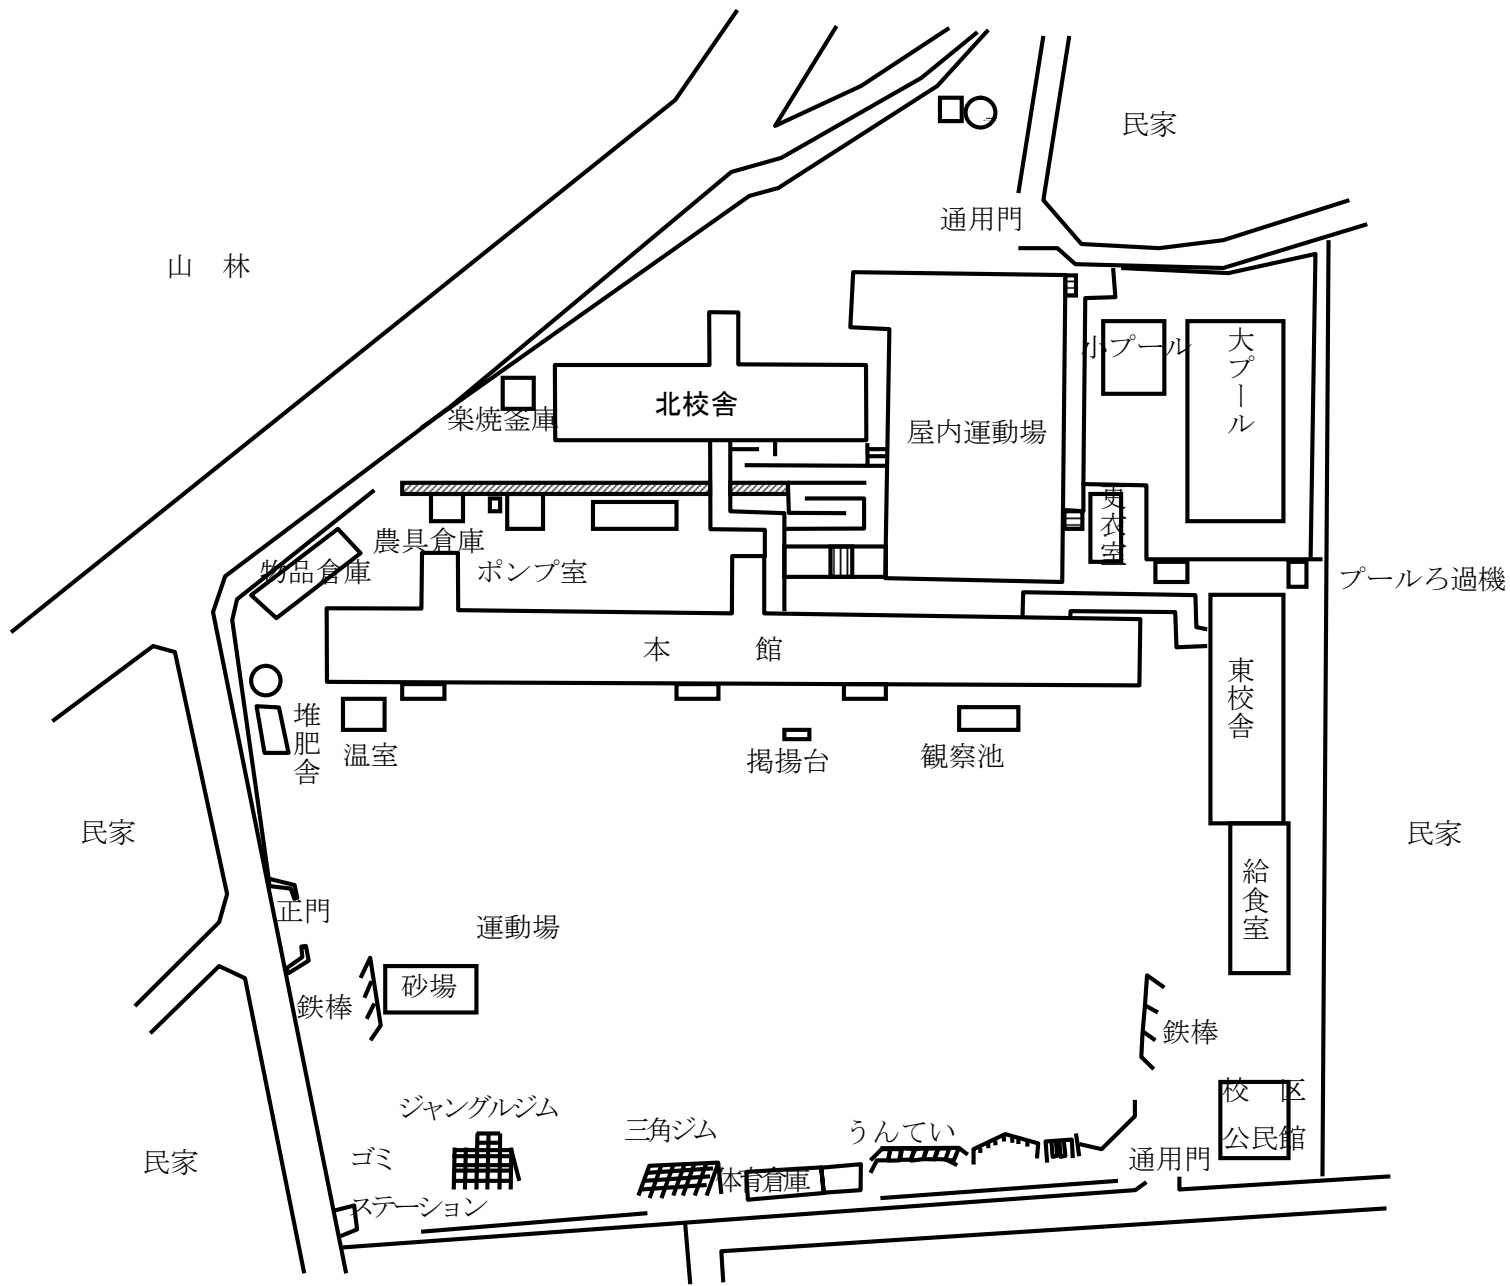 民家
通用門
山　林
小プール
大プール
北校舎
楽焼釜庫
屋内運動場
更衣室
農具倉庫
物品倉庫
ポンプ室
プールろ過機
本　館
東校舎
堆肥舎
温室
掲揚台
観察池
民家
民家
給食室
正門
運動場
砂場
鉄棒
鉄棒
校　区
公民館
ジャングルジム
三角ジム
うんてい
通用門
民家
ゴミ
ステーション
体育倉庫